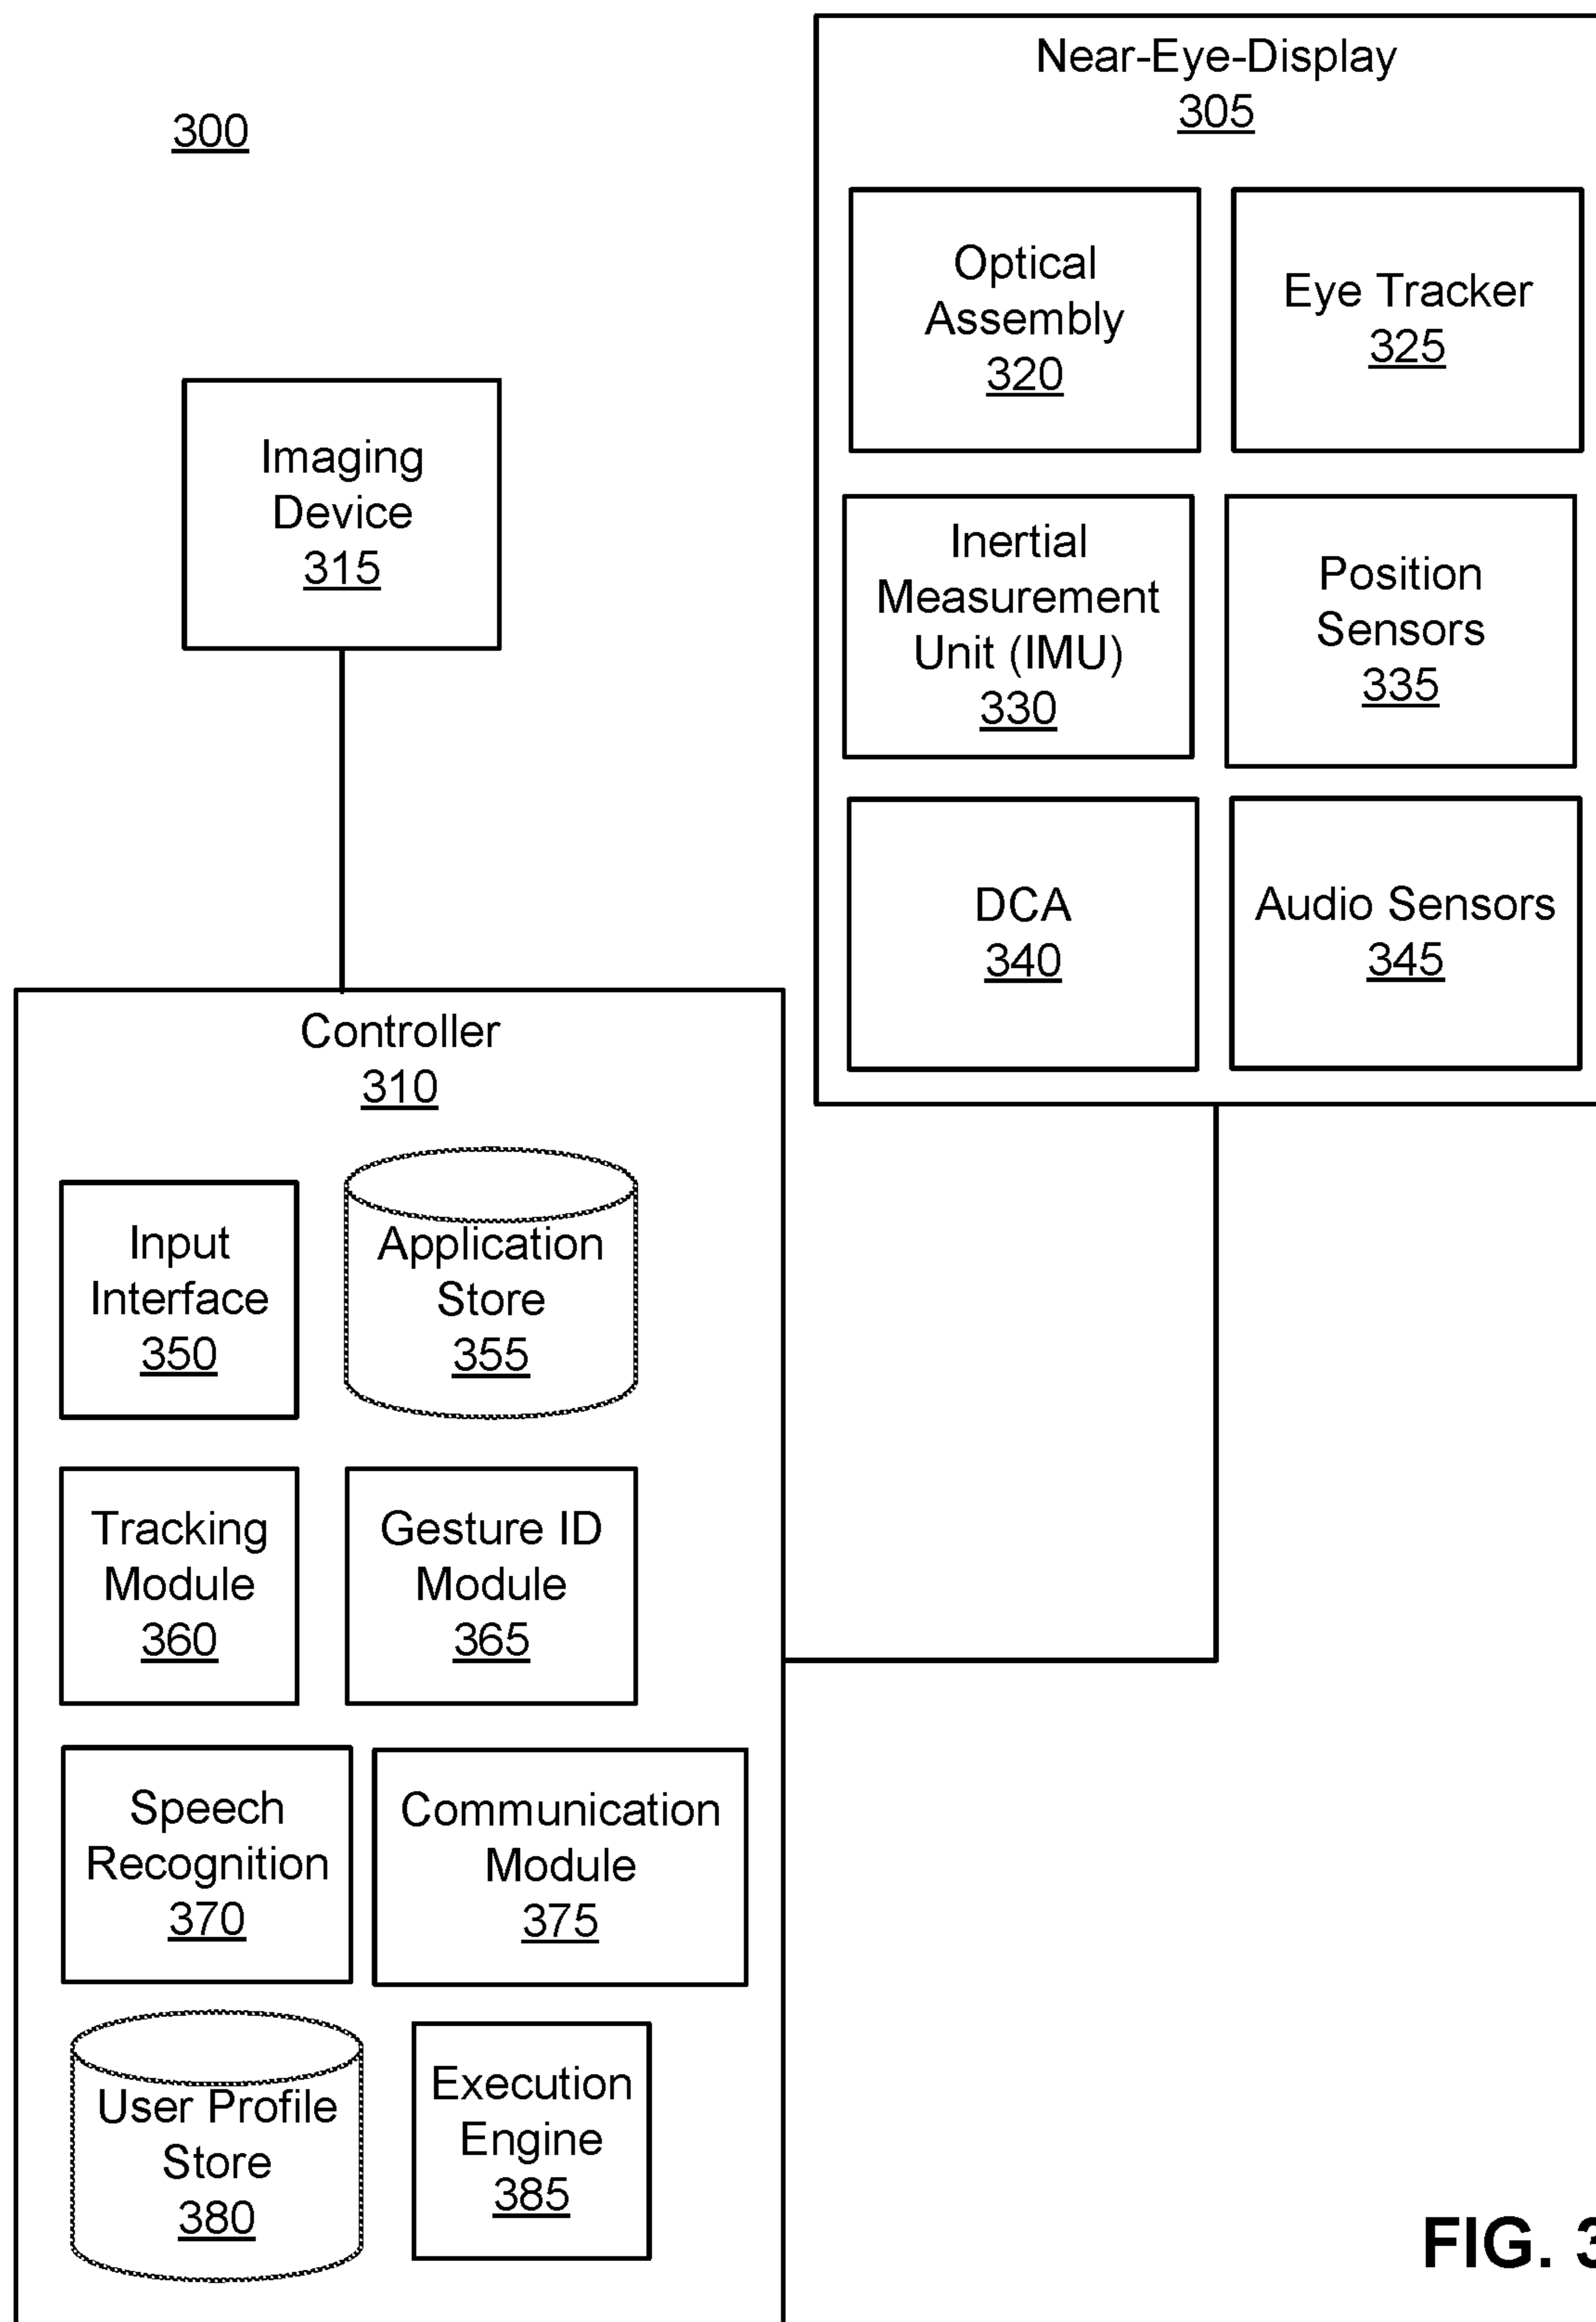 300
Near-Eye-Display
305
Optical
Assembly
320
Eye Tracker
325
Inertial
Measurement
Unit (IMU)
330
Position
Sensors
335
DCA
340
Audio Sensors
345
Imaging
Device
315
Controller
310
Input
Interface
350
Application
Store
355
Tracking
Module
360
Gesture ID
Module
365
Speech
Recognition
370
Communication
Module
375
User Profile
Store
380
Execution
Engine
385
FIG. 3